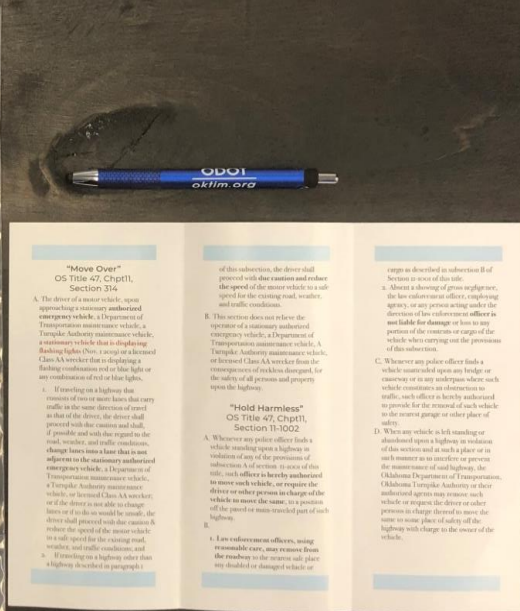 ODOT
oktim.org
"Move Over"
OS Title 47, Chpt11,
Section 314
A. The driver of a motor vehicle, upon
approaching a stationary authorized
emergency vehicle, a Department of
Transportation maintenance vehicle, a
Turnpike Authority maintenance vehicle,
a stationary vehicle that is displaying
flashing lights (Nov. 1 2019) or a licensed
Class AA wrecker that is displaying a
flashing combination red or blue light or
any combination of red or blue lights,
1. If traveling on a highway that
consists of two or more lanes that carry
traffic in the same direction of travel
as that of the driver, the driver shall
proceed with due caution and shall,
if possible and with due regard to the
road, weather, and traffic conditions,
change lanes into a lane that is not
adjacent to the stationary authorized
emergency vehicle, a Department of
Transportation maintenance vehicle,
a Turnpike Authority maintenance
vehicle, or licensed Class AA wrecker,
or if the driver is not able to change
lanes or if to do so would be unsafe, the
driver shall proceed with due caution &
reduce the speed of the motor vehicle
to a safe speed for the existing road,
weather, and traffic conditions, and
2. If traveling on a highway other than
a highway described in paragraph 1
of this subsection, the driver shall
proceed with due caution and reduce
the speed of the motor vehicle to a safe
speed for the existing road, weather,
and traffic conditions.
B. This section does not relieve the
operator of a stationary authorized
emergency vehicle, a Department of
Transportation maintenance vehicle, A
Turnpike Authority maintenance vehicle,
or licensed Class AA wrecker from the
consequences of reckless disregard, for
the safety of all persons and property
upon the highway.
"Hold Harmless"
OS Title 47, Chpt11,
Section 11-1002
A. Whenever any police officer finds a
vehicle standing upon a highway in
violation of any of the provisions of
subsection A of section 11-1001 of this
title, such officer is hereby authorized
to move such vehicle, or require the
driver or other person in charge of the
vehicle to move the same, to a position
off the paved or main-traveled part of such
highway.
B.
1. Law enforcement officers, using
reasonable care, may remove from
the roadway to the nearest safe place
any disabled or damaged vehicle or
cargo as described in subsection B of
Section 11-1001 of this title.
2. Absent a showing of gross negligence,
the law enforcement officer, employing
agency, or any person acting under the
direction of law enforcement officer is
not liable for damage or loss to any
portion of the contents or cargo of the
vehicle when carrying out the provisions
of this subsection.
C. Whenever any police officer finds a
vehicle unattended upon any bridge or
causeway or in any underpass where such
vehicle constitutes an obstruction to
traffic, such officer is hereby authorized
to provide for the removal of such vehicle
to the nearest garage or other place of
safety.
D. When any vehicle is left standing or
abandoned upon a highway in violation
of this section and at such a place or in
such manner as to interfere or prevent
the maintenance of said highway, the
Oklahoma Department of Transportation,
Oklahoma Turnpike Authority or their
authorized agents may remove such
vehicle or request the driver or other
persons in charge thereof to move the
same to some place of safety off the
highway with charge to the owner of the
vehicle.